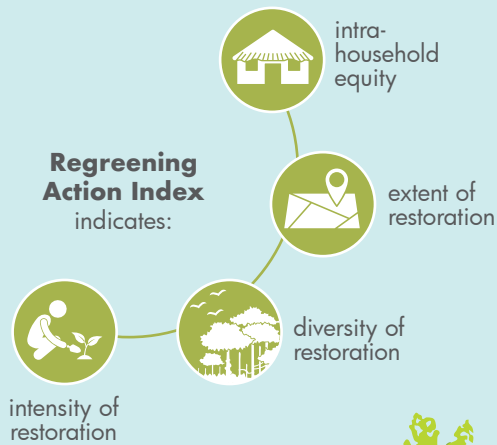 intra-
household
equity
Regreening
Action Index
indicates:
extent of
restoration
diversity of
restoration
intensity of
restoration